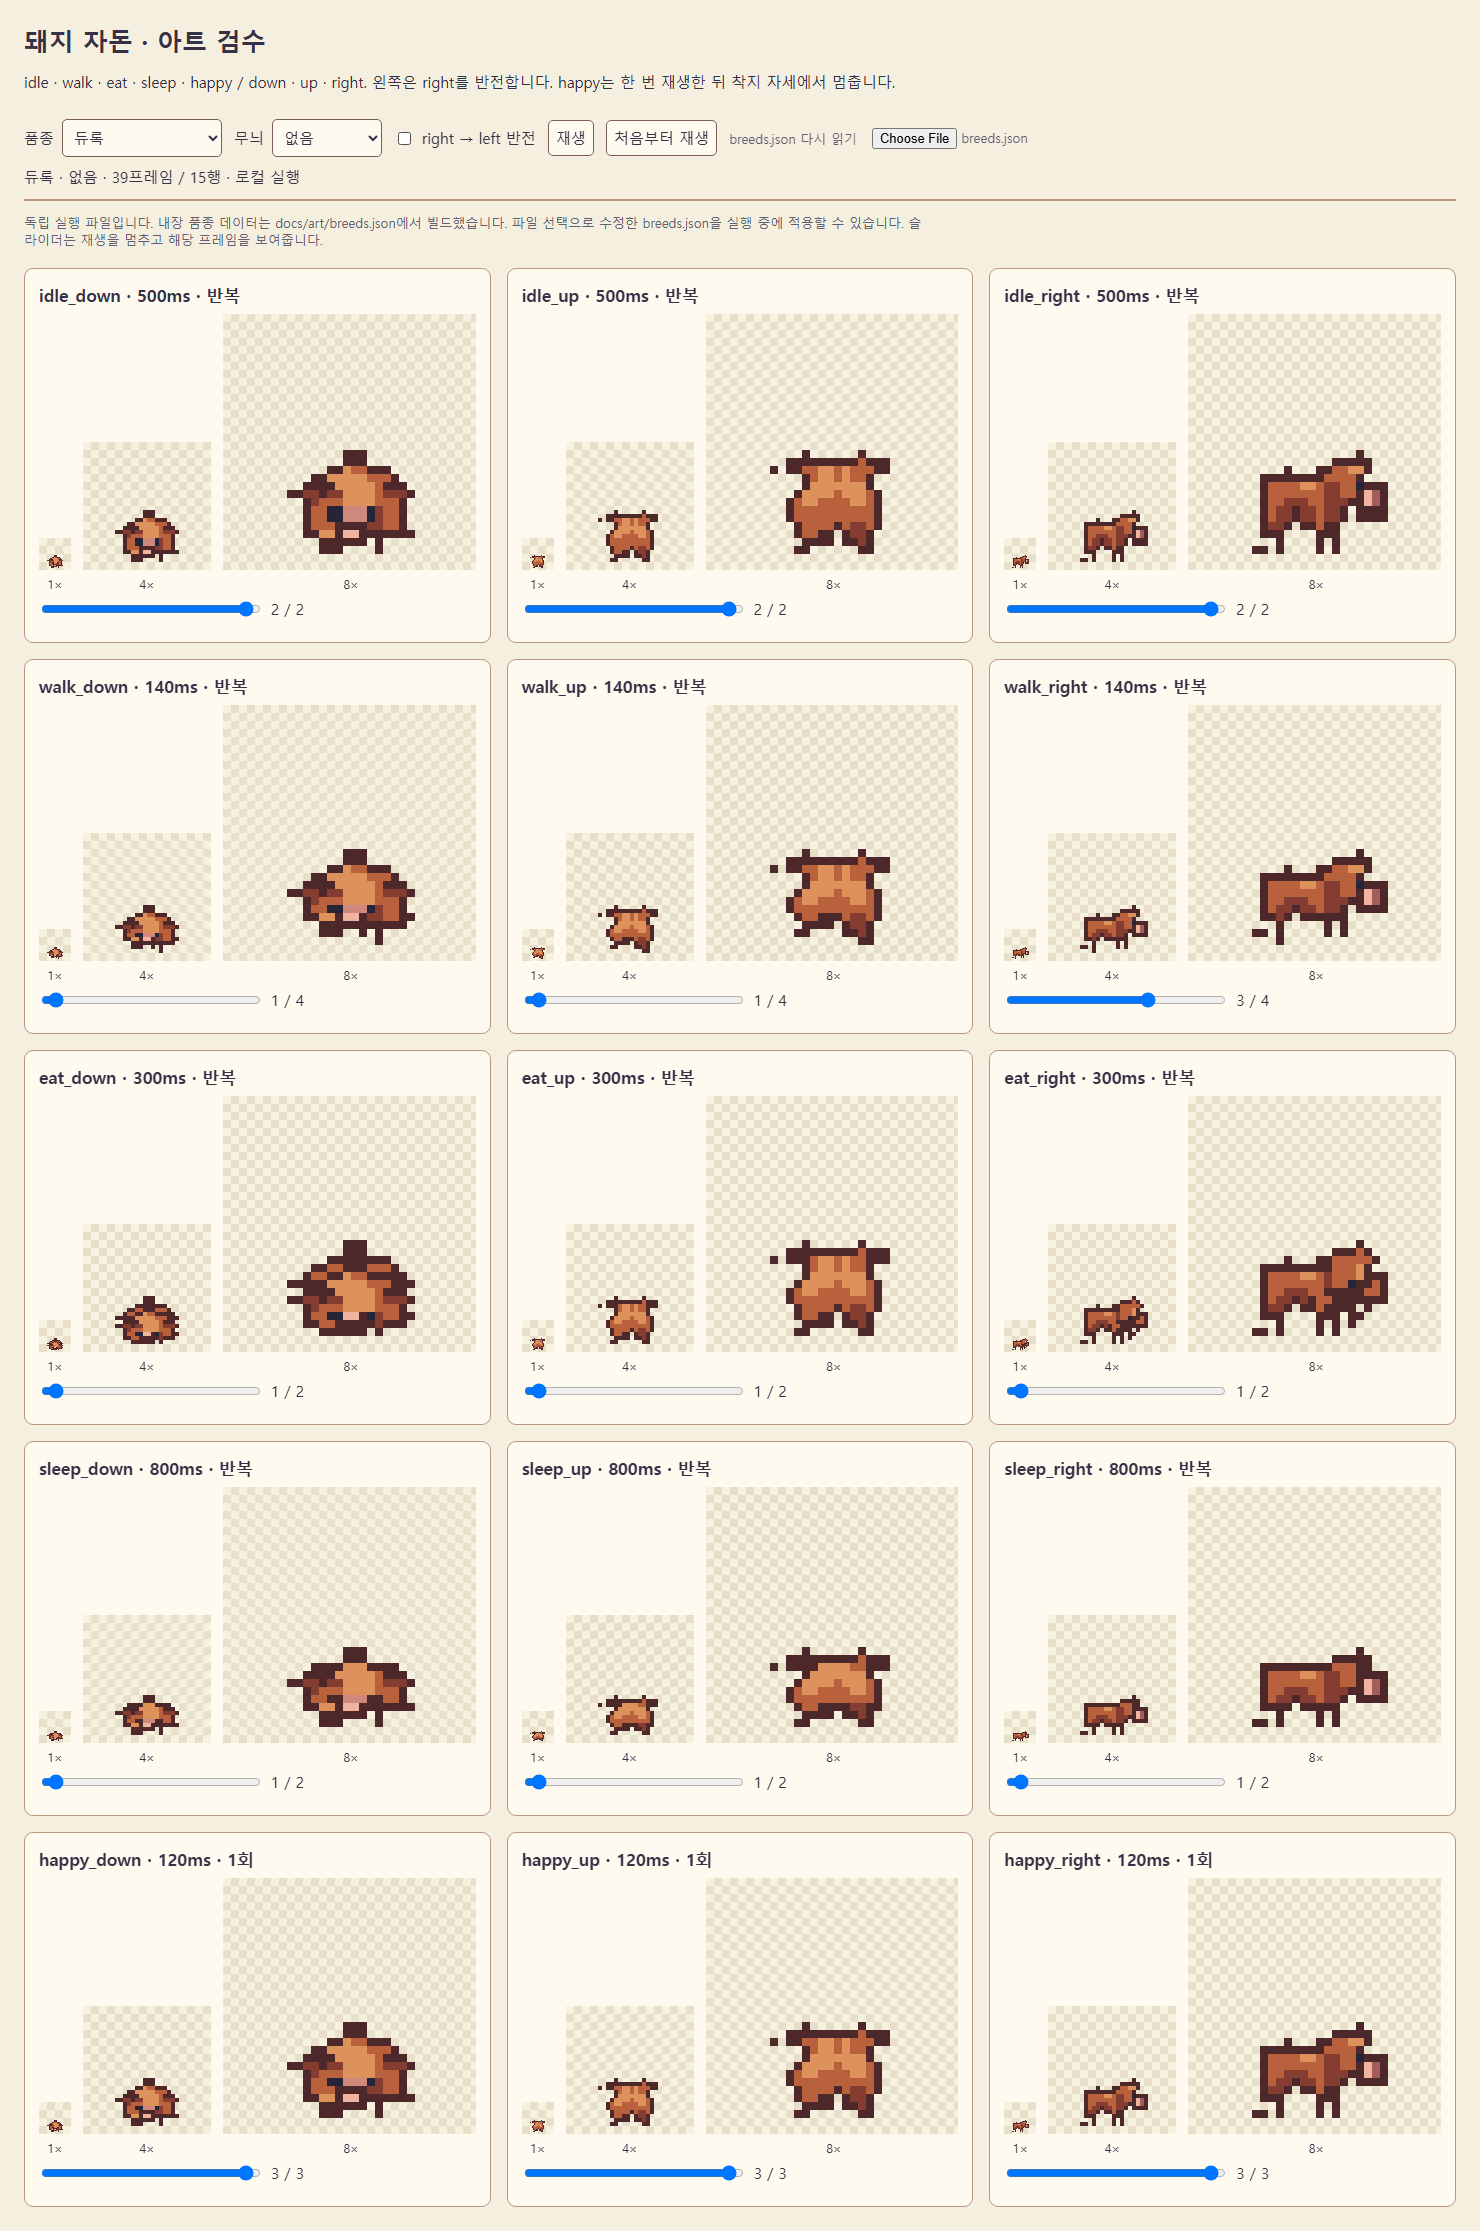 돼지 자돈 · 아트 검수
idle · walk · eat · sleep · happy / down · up · right. 왼쪽은 right를 반전합니다. happy는 한 번 재생한 뒤 착지 자세에서 멈춥니다.
품종 듀록 무늬 없음 right → left 반전 재생 처음부터 재생 breeds.json 다시 읽기 Choose File breeds.json
듀록 · 없음 · 39프레임 / 15행 · 로컬 실행
독립 실행 파일입니다. 내장 품종 데이터는 docs/art/breeds.json에서 빌드했습니다. 파일 선택으로 수정한 breeds.json을 실행 중에 적용할 수 있습니다. 슬
라이더는 재생을 멈추고 해당 프레임을 보여줍니다.
idle_down · 500ms · 반복
1× 4× 8×
2 / 2
idle_up · 500ms · 반복
1× 4× 8×
2 / 2
idle_right · 500ms · 반복
1× 4× 8×
2 / 2
walk_down · 140ms · 반복
1× 4× 8×
1 / 4
walk_up · 140ms · 반복
1× 4× 8×
1 / 4
walk_right · 140ms · 반복
1× 4× 8×
3 / 4
eat_down · 300ms · 반복
1× 4× 8×
1 / 2
eat_up · 300ms · 반복
1× 4× 8×
1 / 2
eat_right · 300ms · 반복
1× 4× 8×
1 / 2
sleep_down · 800ms · 반복
1× 4× 8×
1 / 2
sleep_up · 800ms · 반복
1× 4× 8×
1 / 2
sleep_right · 800ms · 반복
1× 4× 8×
1 / 2
happy_down · 120ms · 1회
1× 4× 8×
3 / 3
happy_up · 120ms · 1회
1× 4× 8×
3 / 3
happy_right · 120ms · 1회
1× 4× 8×
3 / 3